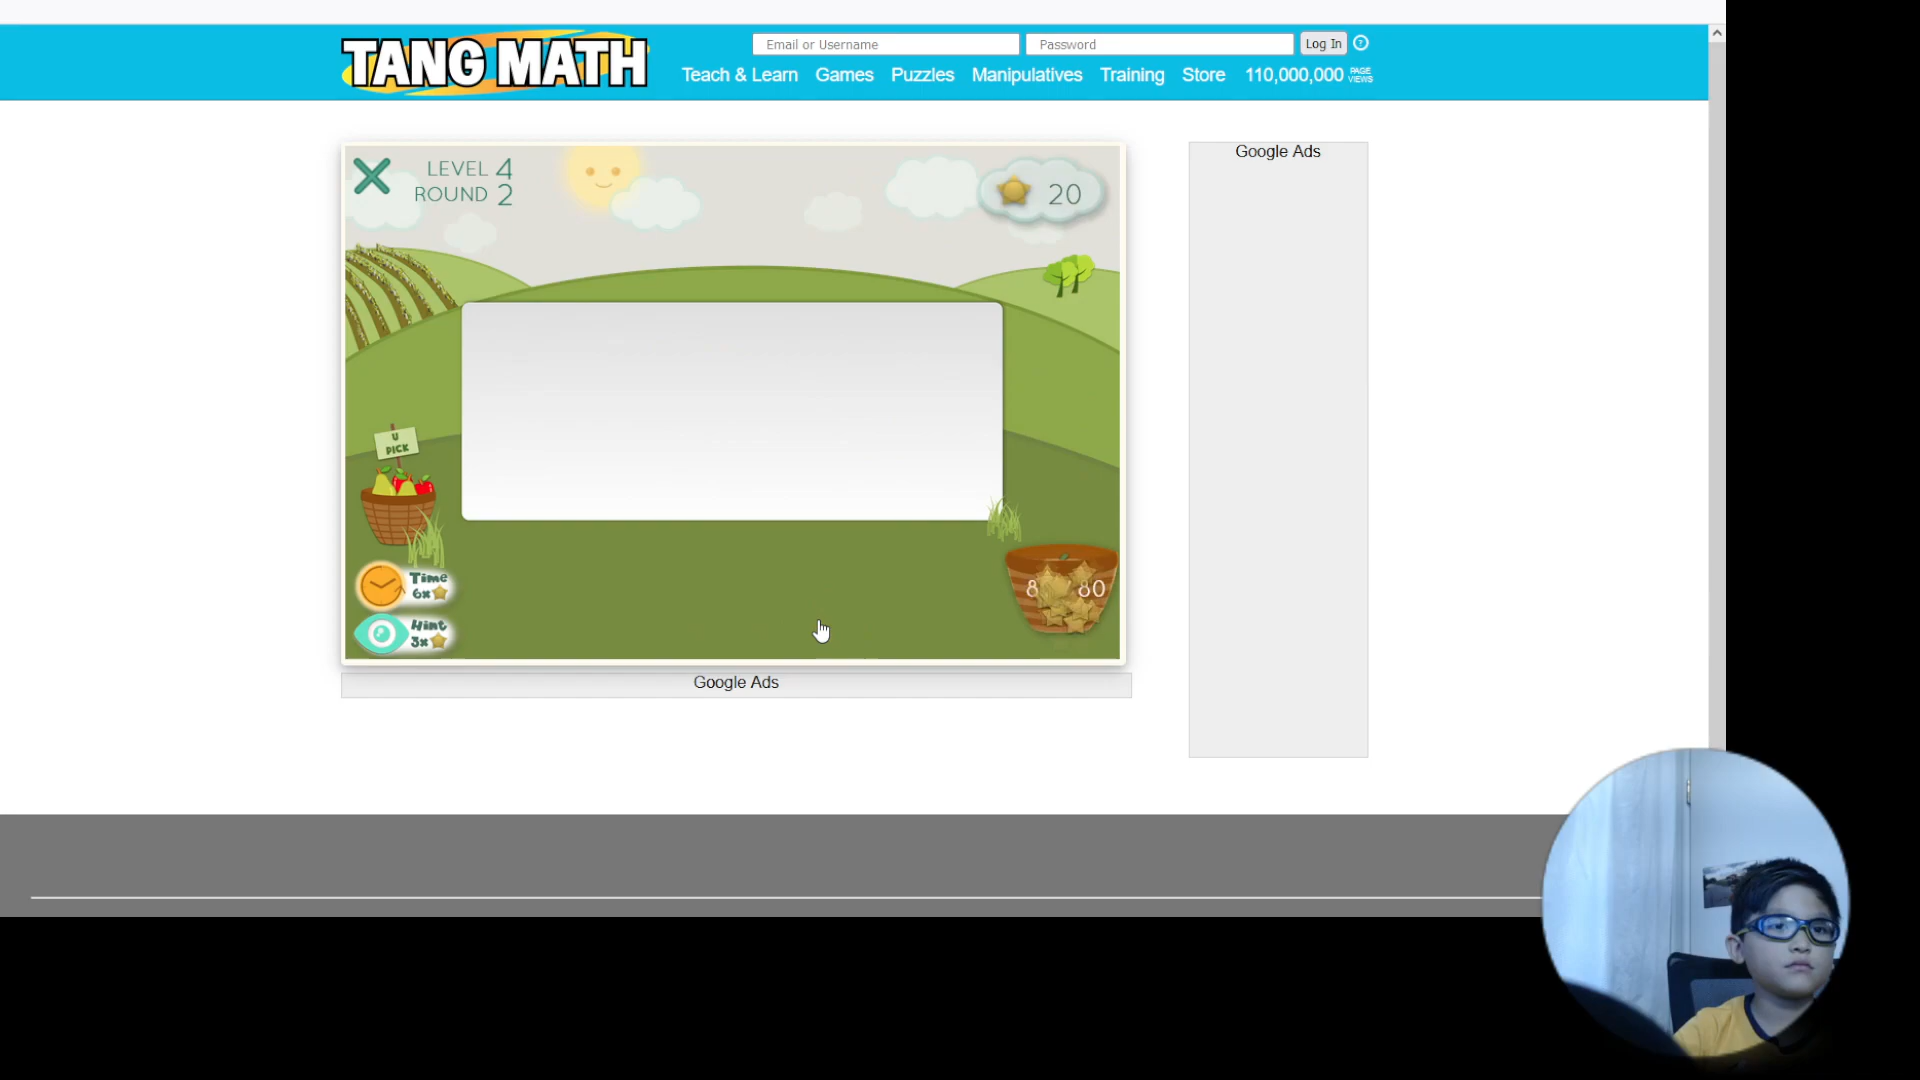 TANG MATH
Email or Username
Password
Log In
?
Teach & Learn
Games
Puzzles
Manipulatives
Training
Store
110,000,000 PAGE VIEWS
LEVEL 4
ROUND 2
20
Google Ads
U
PICK
Time
6x
Hint
3x
80
Google Ads